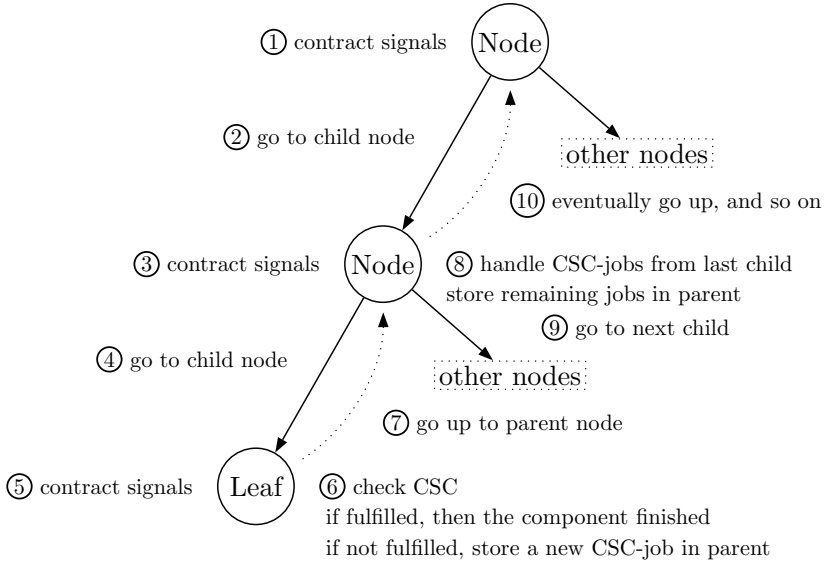 1 contract signals
Node
2 go to child node
other nodes
10 eventually go up, and so on
3 contract signals
Node
8 handle CSC-jobs from last child
store remaining jobs in parent
9 go to next child
4 go to child node
other nodes
7 go up to parent node
5 contract signals
Leaf
6 check CSC
if fulfilled, then the component finished
if not fulfilled, store a new CSC-job in parent